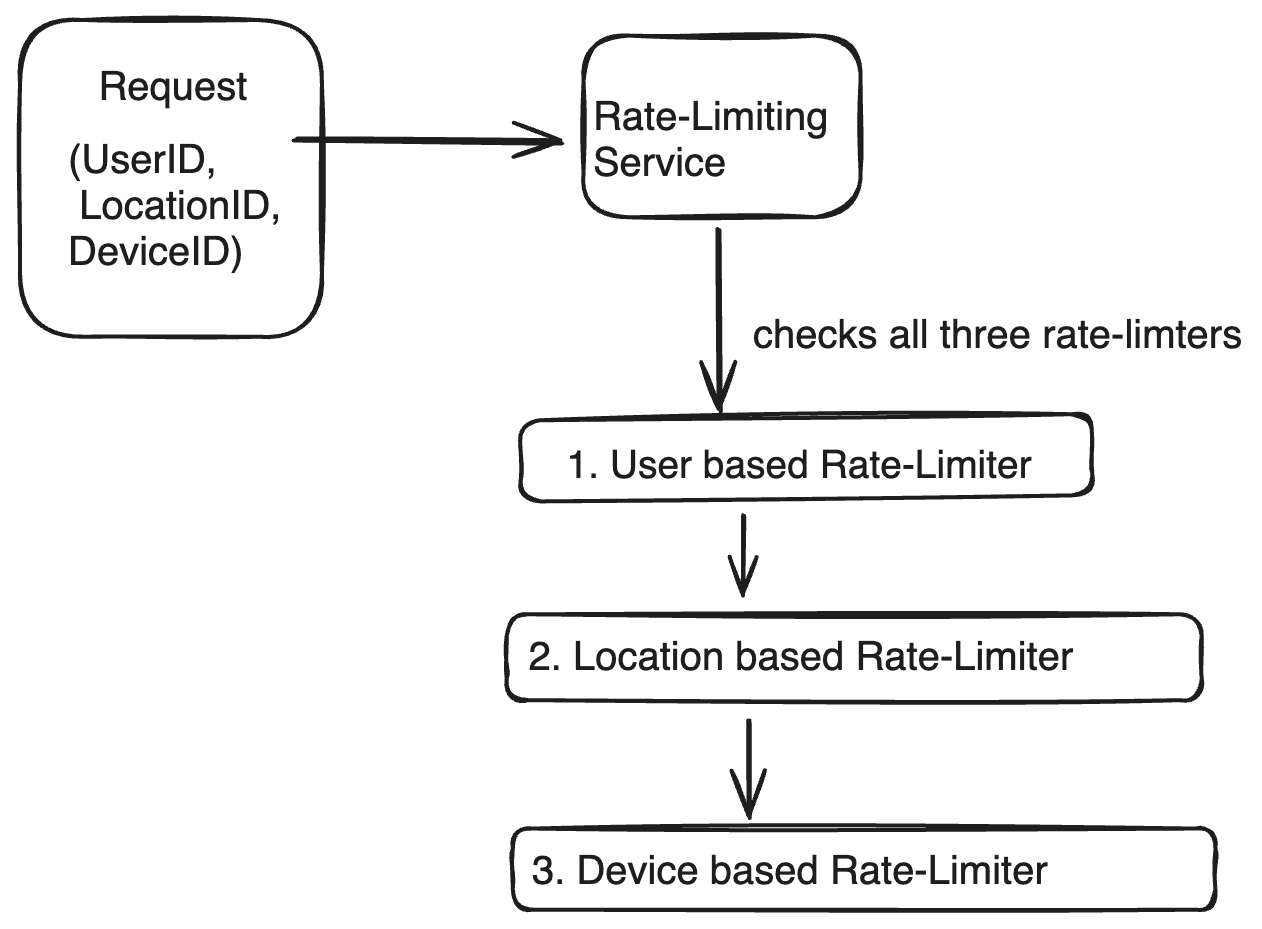 Request
(UserID,
LocationID,
DeviceID)
Rate-Limiting
Service
checks all three rate-limters
1. User based Rate-Limiter
2. Location based Rate-Limiter
3. Device based Rate-Limiter